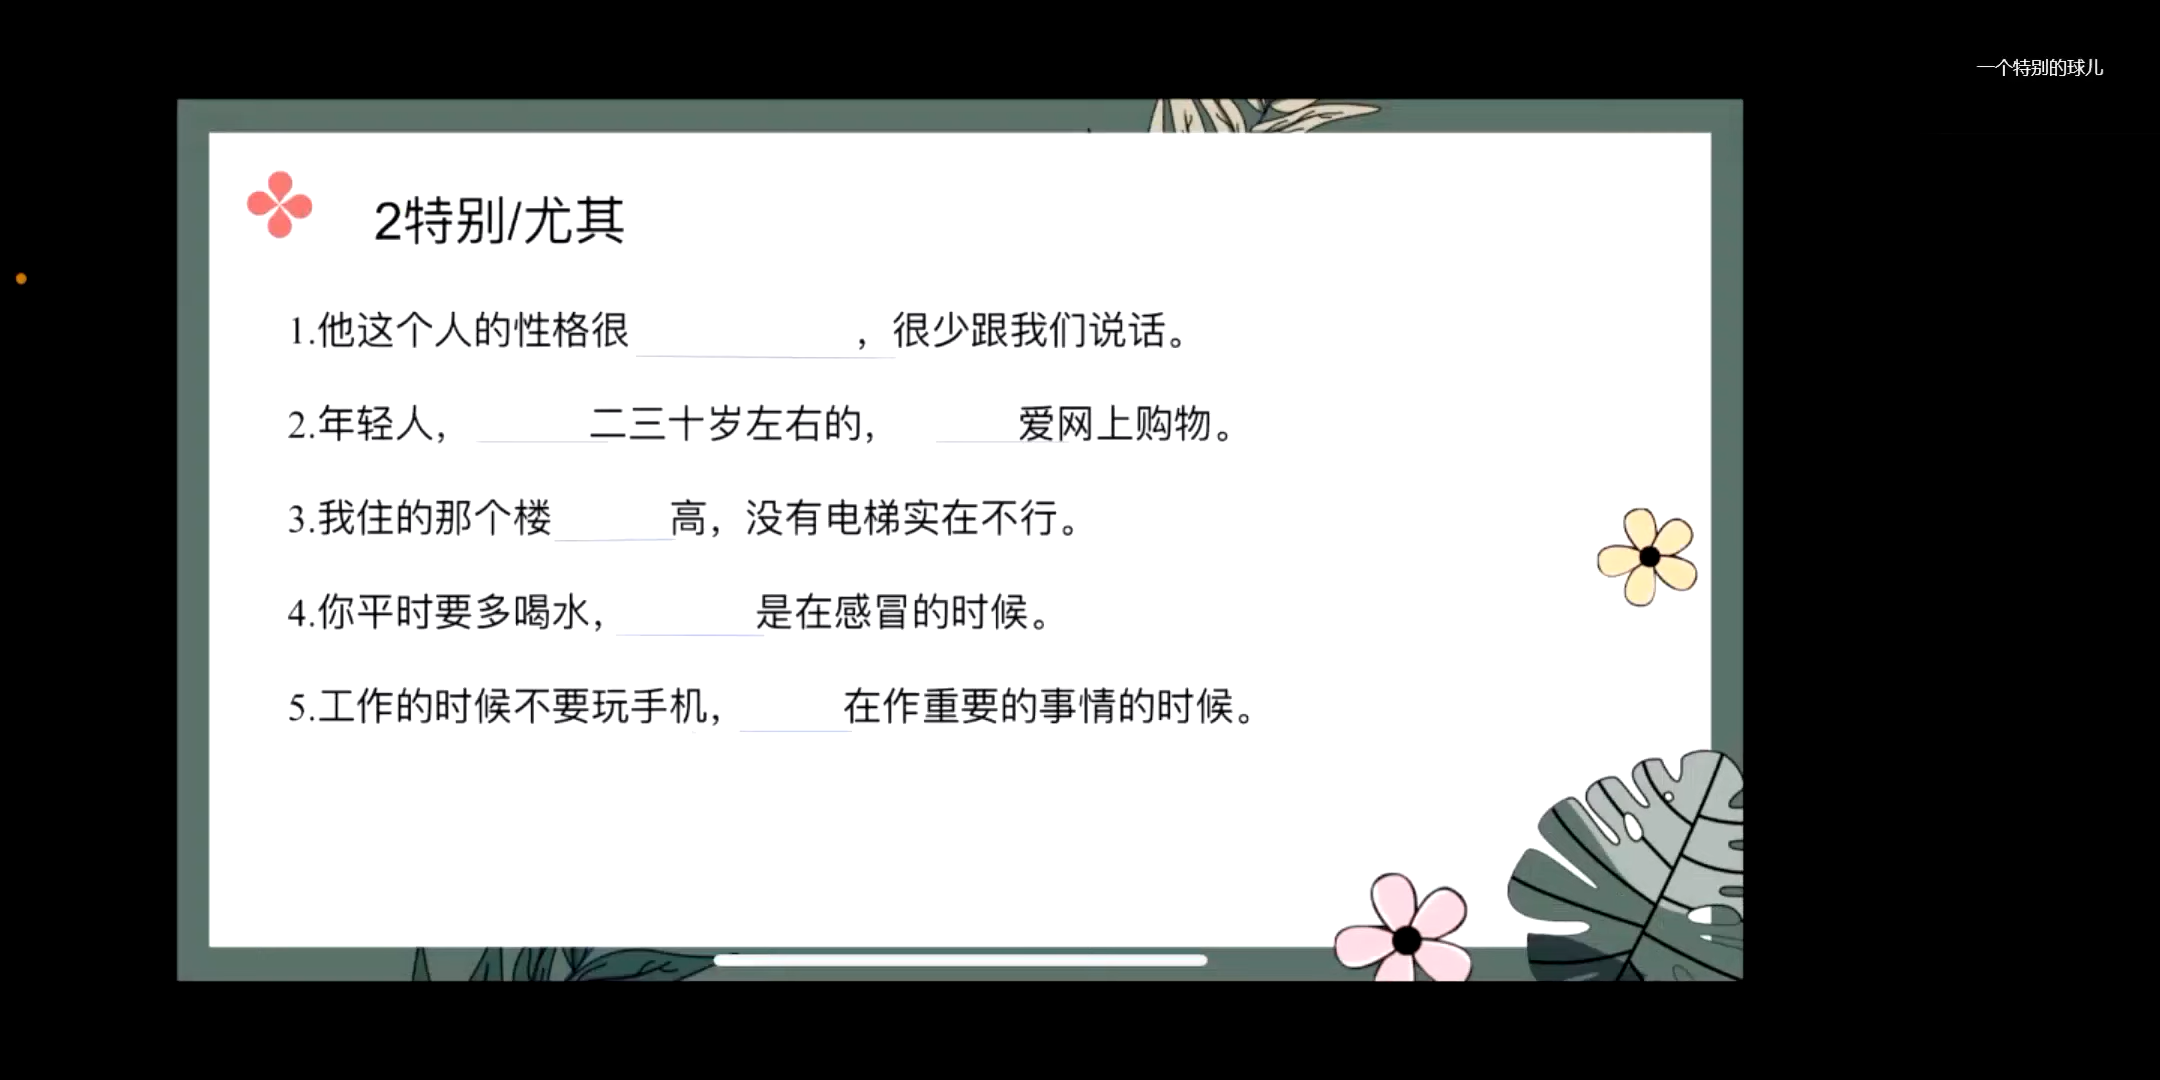 一个特别的球儿
2特别/尤其
1.他这个人的性格很 ，很少跟我们说话。
2.年轻人， 二三十岁左右的， 爱网上购物。
3.我住的那个楼 高，没有电梯实在不行。
4.你平时要多喝水， 是在感冒的时候。
5.工作的时候不要玩手机， 在作重要的事情的时候。